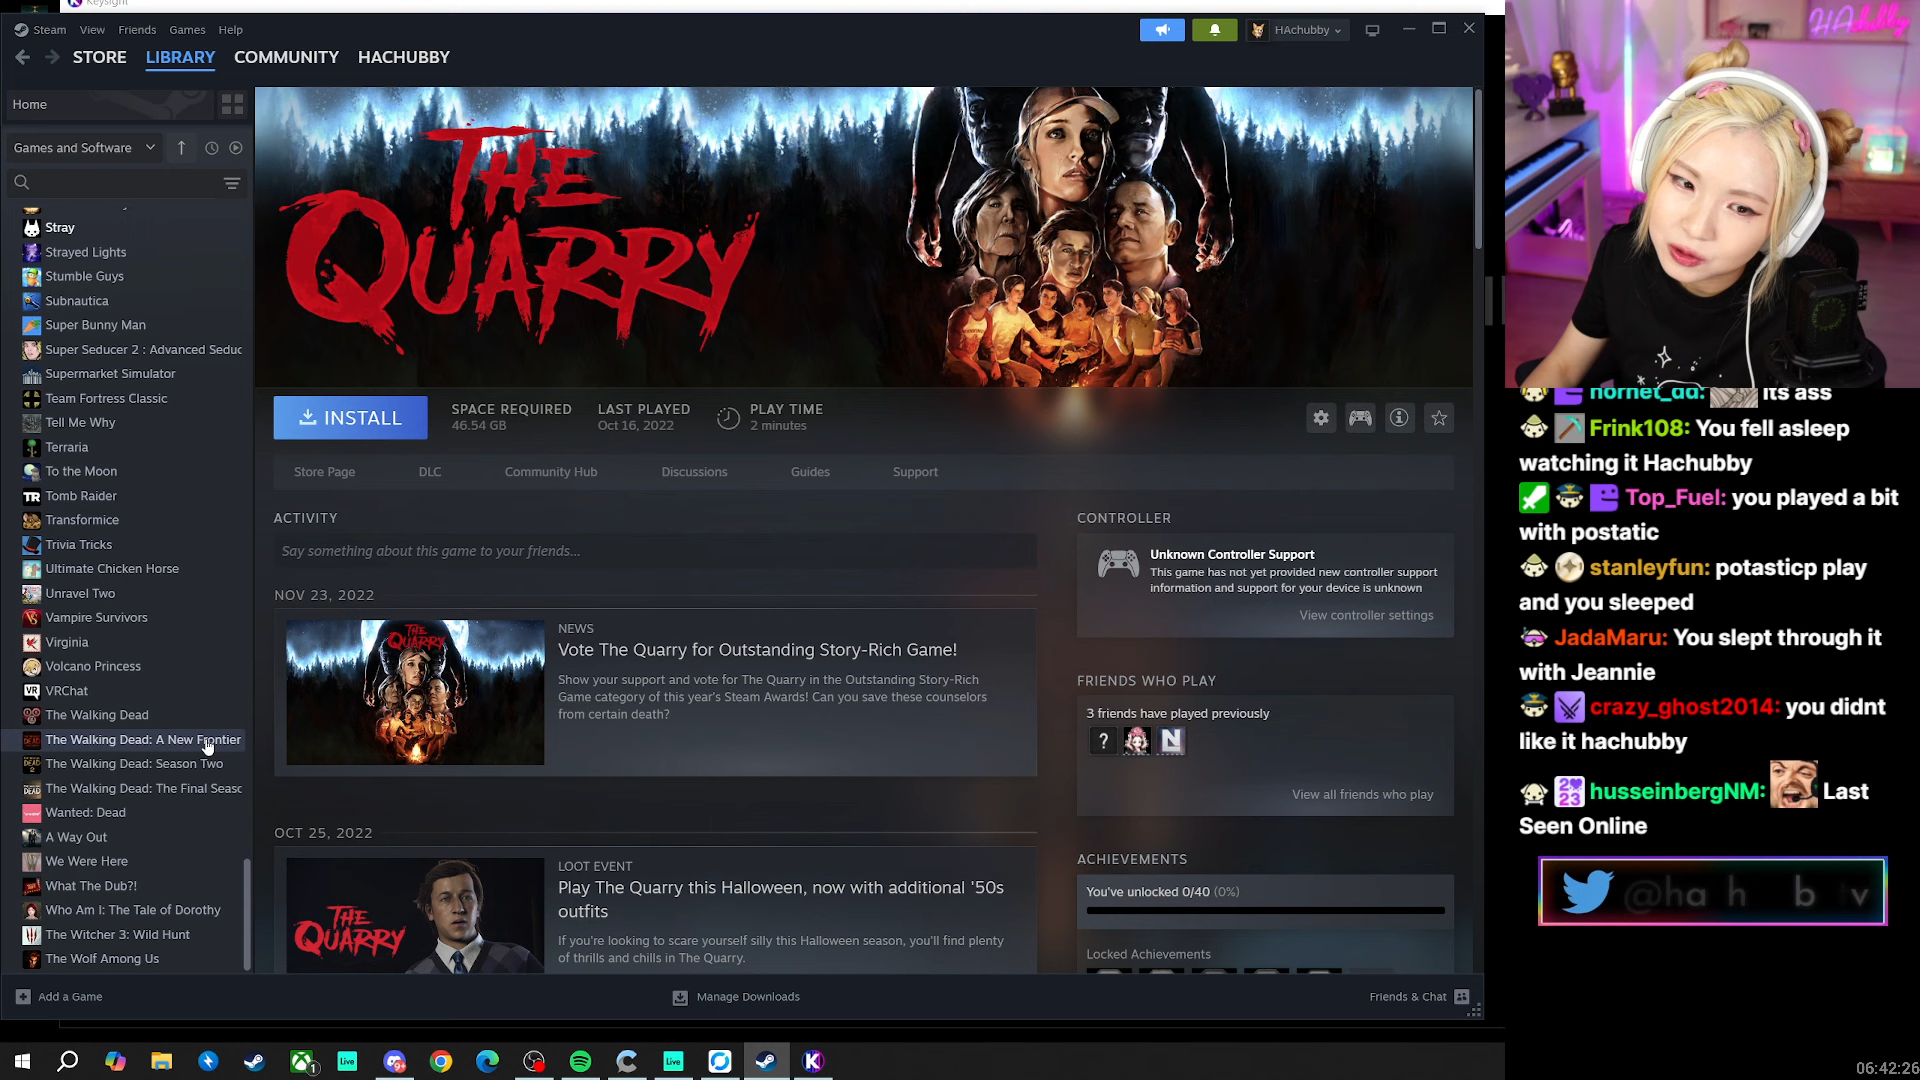 Keysight
Steam View Friends Games Help
HAchubby
STORE LIBRARY COMMUNITY HACHUBBY
Home
Games and Software
Stray
Strayed Lights
Stumble Guys
Subnautica
Super Bunny Man
Super Seducer 2 : Advanced Seduc
Supermarket Simulator
Team Fortress Classic
Tell Me Why
Terraria
To the Moon
Tomb Raider
Transformice
Trivia Tricks
Ultimate Chicken Horse
Unravel Two
Vampire Survivors
Virginia
Volcano Princess
VRChat
The Walking Dead
The Walking Dead: A New Frontier
The Walking Dead: Season Two
The Walking Dead: The Final Seasc
Wanted: Dead
A Way Out
We Were Here
What The Dub?!
Who Am I: The Tale of Dorothy
The Witcher 3: Wild Hunt
The Wolf Among Us
Add a Game
THE
QUARRY
INSTALL
SPACE REQUIRED
46.54 GB
LAST PLAYED
Oct 16, 2022
PLAY TIME
2 minutes
Store Page DLC Community Hub Discussions Guides Support
ACTIVITY
Say something about this game to your friends...
NOV 23, 2022
THE
QUARRY
NEWS
Vote The Quarry for Outstanding Story-Rich Game!
Show your support and vote for The Quarry in the Outstanding Story-Rich
Game category of this year's Steam Awards! Can you save these counselors
from certain death?
OCT 25, 2022
THE
QUARRY
LOOT EVENT
Play The Quarry this Halloween, now with additional '50s
outfits
If you're looking to scare yourself silly this Halloween season, you'll find plenty
of thrills and chills in The Quarry.
CONTROLLER
Unknown Controller Support
This game has not yet provided new controller support
information and support for your device is unknown
View controller settings
FRIENDS WHO PLAY
3 friends have played previously
? N
View all friends who play
ACHIEVEMENTS
You've unlocked 0/40 (0%)
Locked Achievements
Manage Downloads
Friends & Chat
HAchubby
hornet_dd: its ass
Frink108: You fell asleep
watching it Hachubby
Top_Fuel: you played a bit
with postatic
stanleyfun: potasticp play
and you sleeped
JadaMaru: You slept through it
with Jeannie
crazy_ghost2014: you didnt
like it hachubby
husseinbergNM: Last
Seen Online
@ha h b v
Live
Live
06:42:26